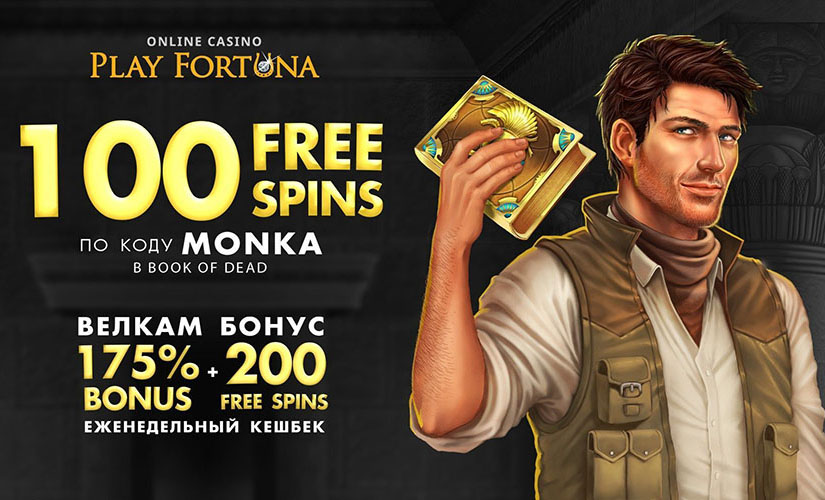 ONLINE CASINO
PLAY FORTUNA
100 FREE SPINS
ПО КОДУ MONKA
В BOOK OF DEAD
ВЕЛКАМ БОНУС
175% BONUS + 200 FREE SPINS
ЕЖЕНЕДЕЛЬНЫЙ КЕШБЕК